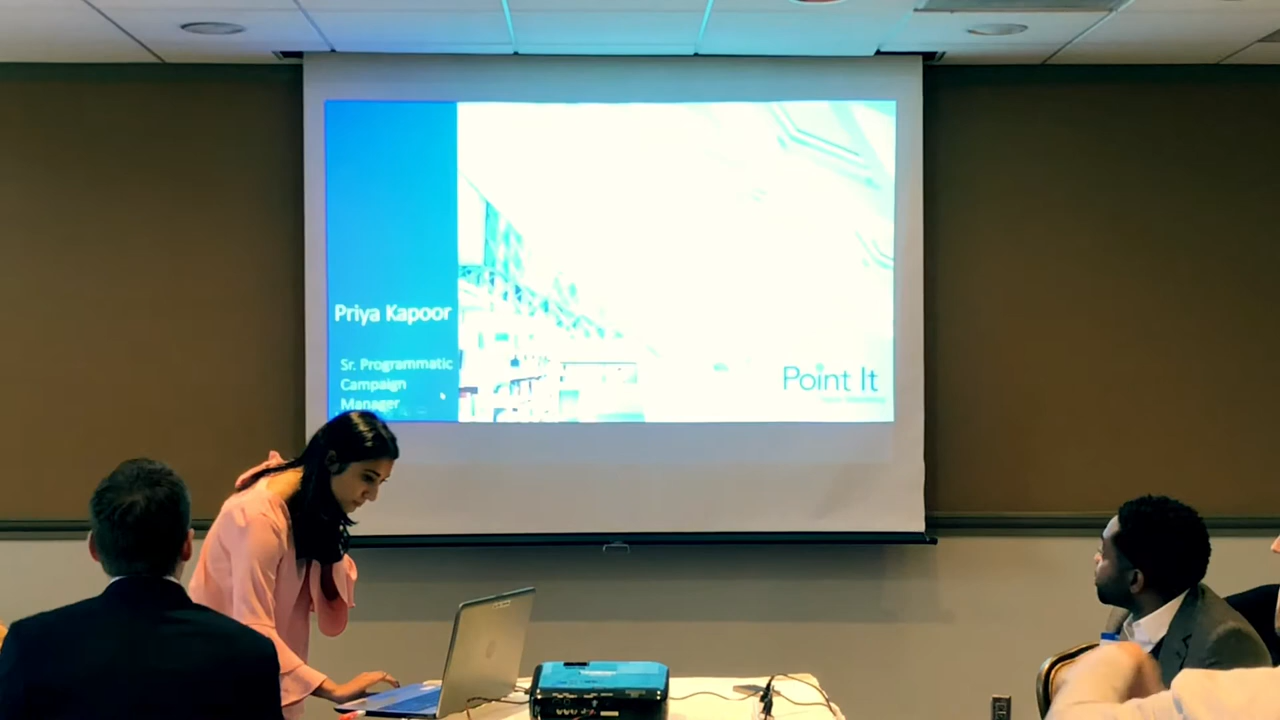 Priya Kapoor
Sr. Programmatic
Campaign
Manager
Point It